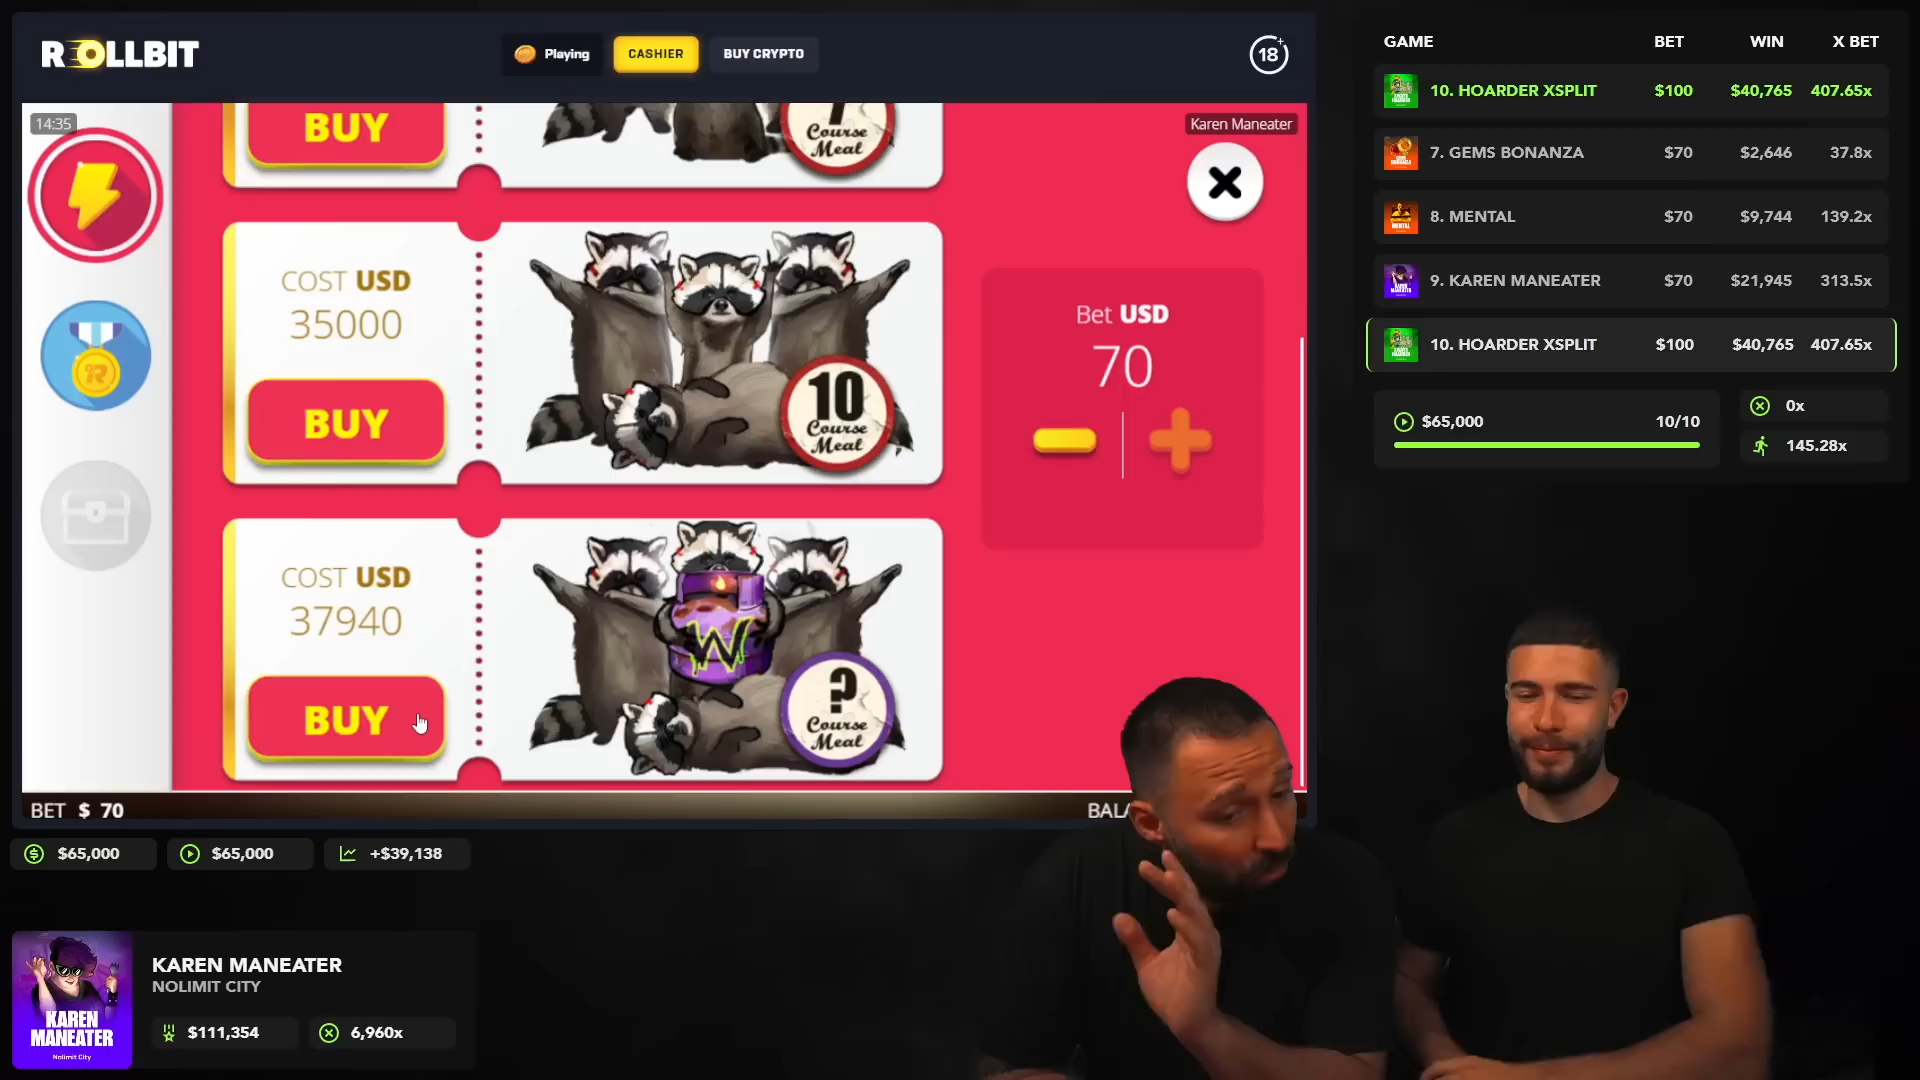 ROLLBIT
Playing
CASHIER
BUY CRYPTO
18+
14:35
Karen Maneater
BUY
Course
Meal
COST USD
35000
BUY
10
Course
Meal
COST USD
37940
BUY
W
?
Course
Meal
Bet USD
70
BET $ 70
$65,000
$65,000
+$39,138
KAREN
MANEATER
Nolimit City
KAREN MANEATER
NOLIMIT CITY
$111,354
6,960x
GAME BET WIN X BET
10. HOARDER XSPLIT $100 $40,765 407.65x
7. GEMS BONANZA $70 $2,646 37.8x
8. MENTAL $70 $9,744 139.2x
9. KAREN MANEATER $70 $21,945 313.5x
10. HOARDER XSPLIT $100 $40,765 407.65x
$65,000 10/10
0x
145.28x